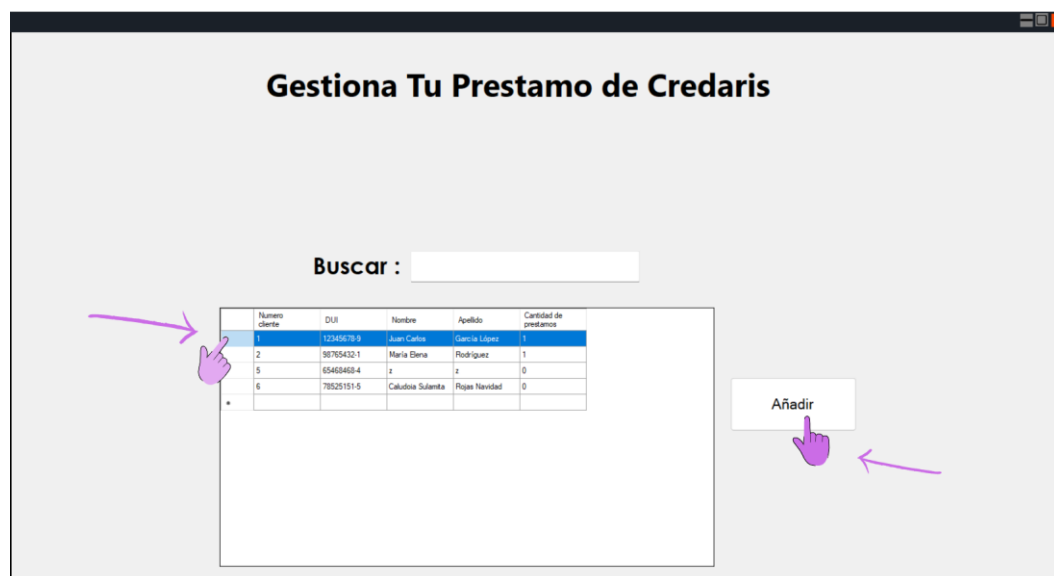 Gestiona Tu Prestamo de Credaris
Buscar :
Numero cliente DUI Nombre Apellido Cantidad de prestamos
1 12345678-9 Juan Carlos García López 1
2 98765432-1 María Elena Rodríguez 1
5 65468468-4 z z 0
6 78525151-5 Caludoia Sulamita Rojas Navidad 0
*
Añadir